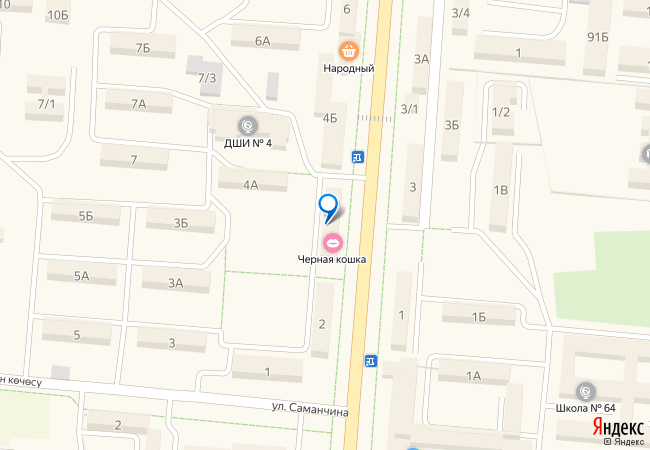 10
10Б
6
3/4
1
91Б
7Б
6А
3А
Народный
7/3
7/1
7А
4Б
3/1
3Б
1/2
ДШИ № 4
7
4А
3
1В
5Б
3Б
Черная кошка
5А
3А
2
1
1Б
5
3
1
1А
н көчөсү
ул. Саманчина
2
Школа № 64
Яндекс
© Яндекс